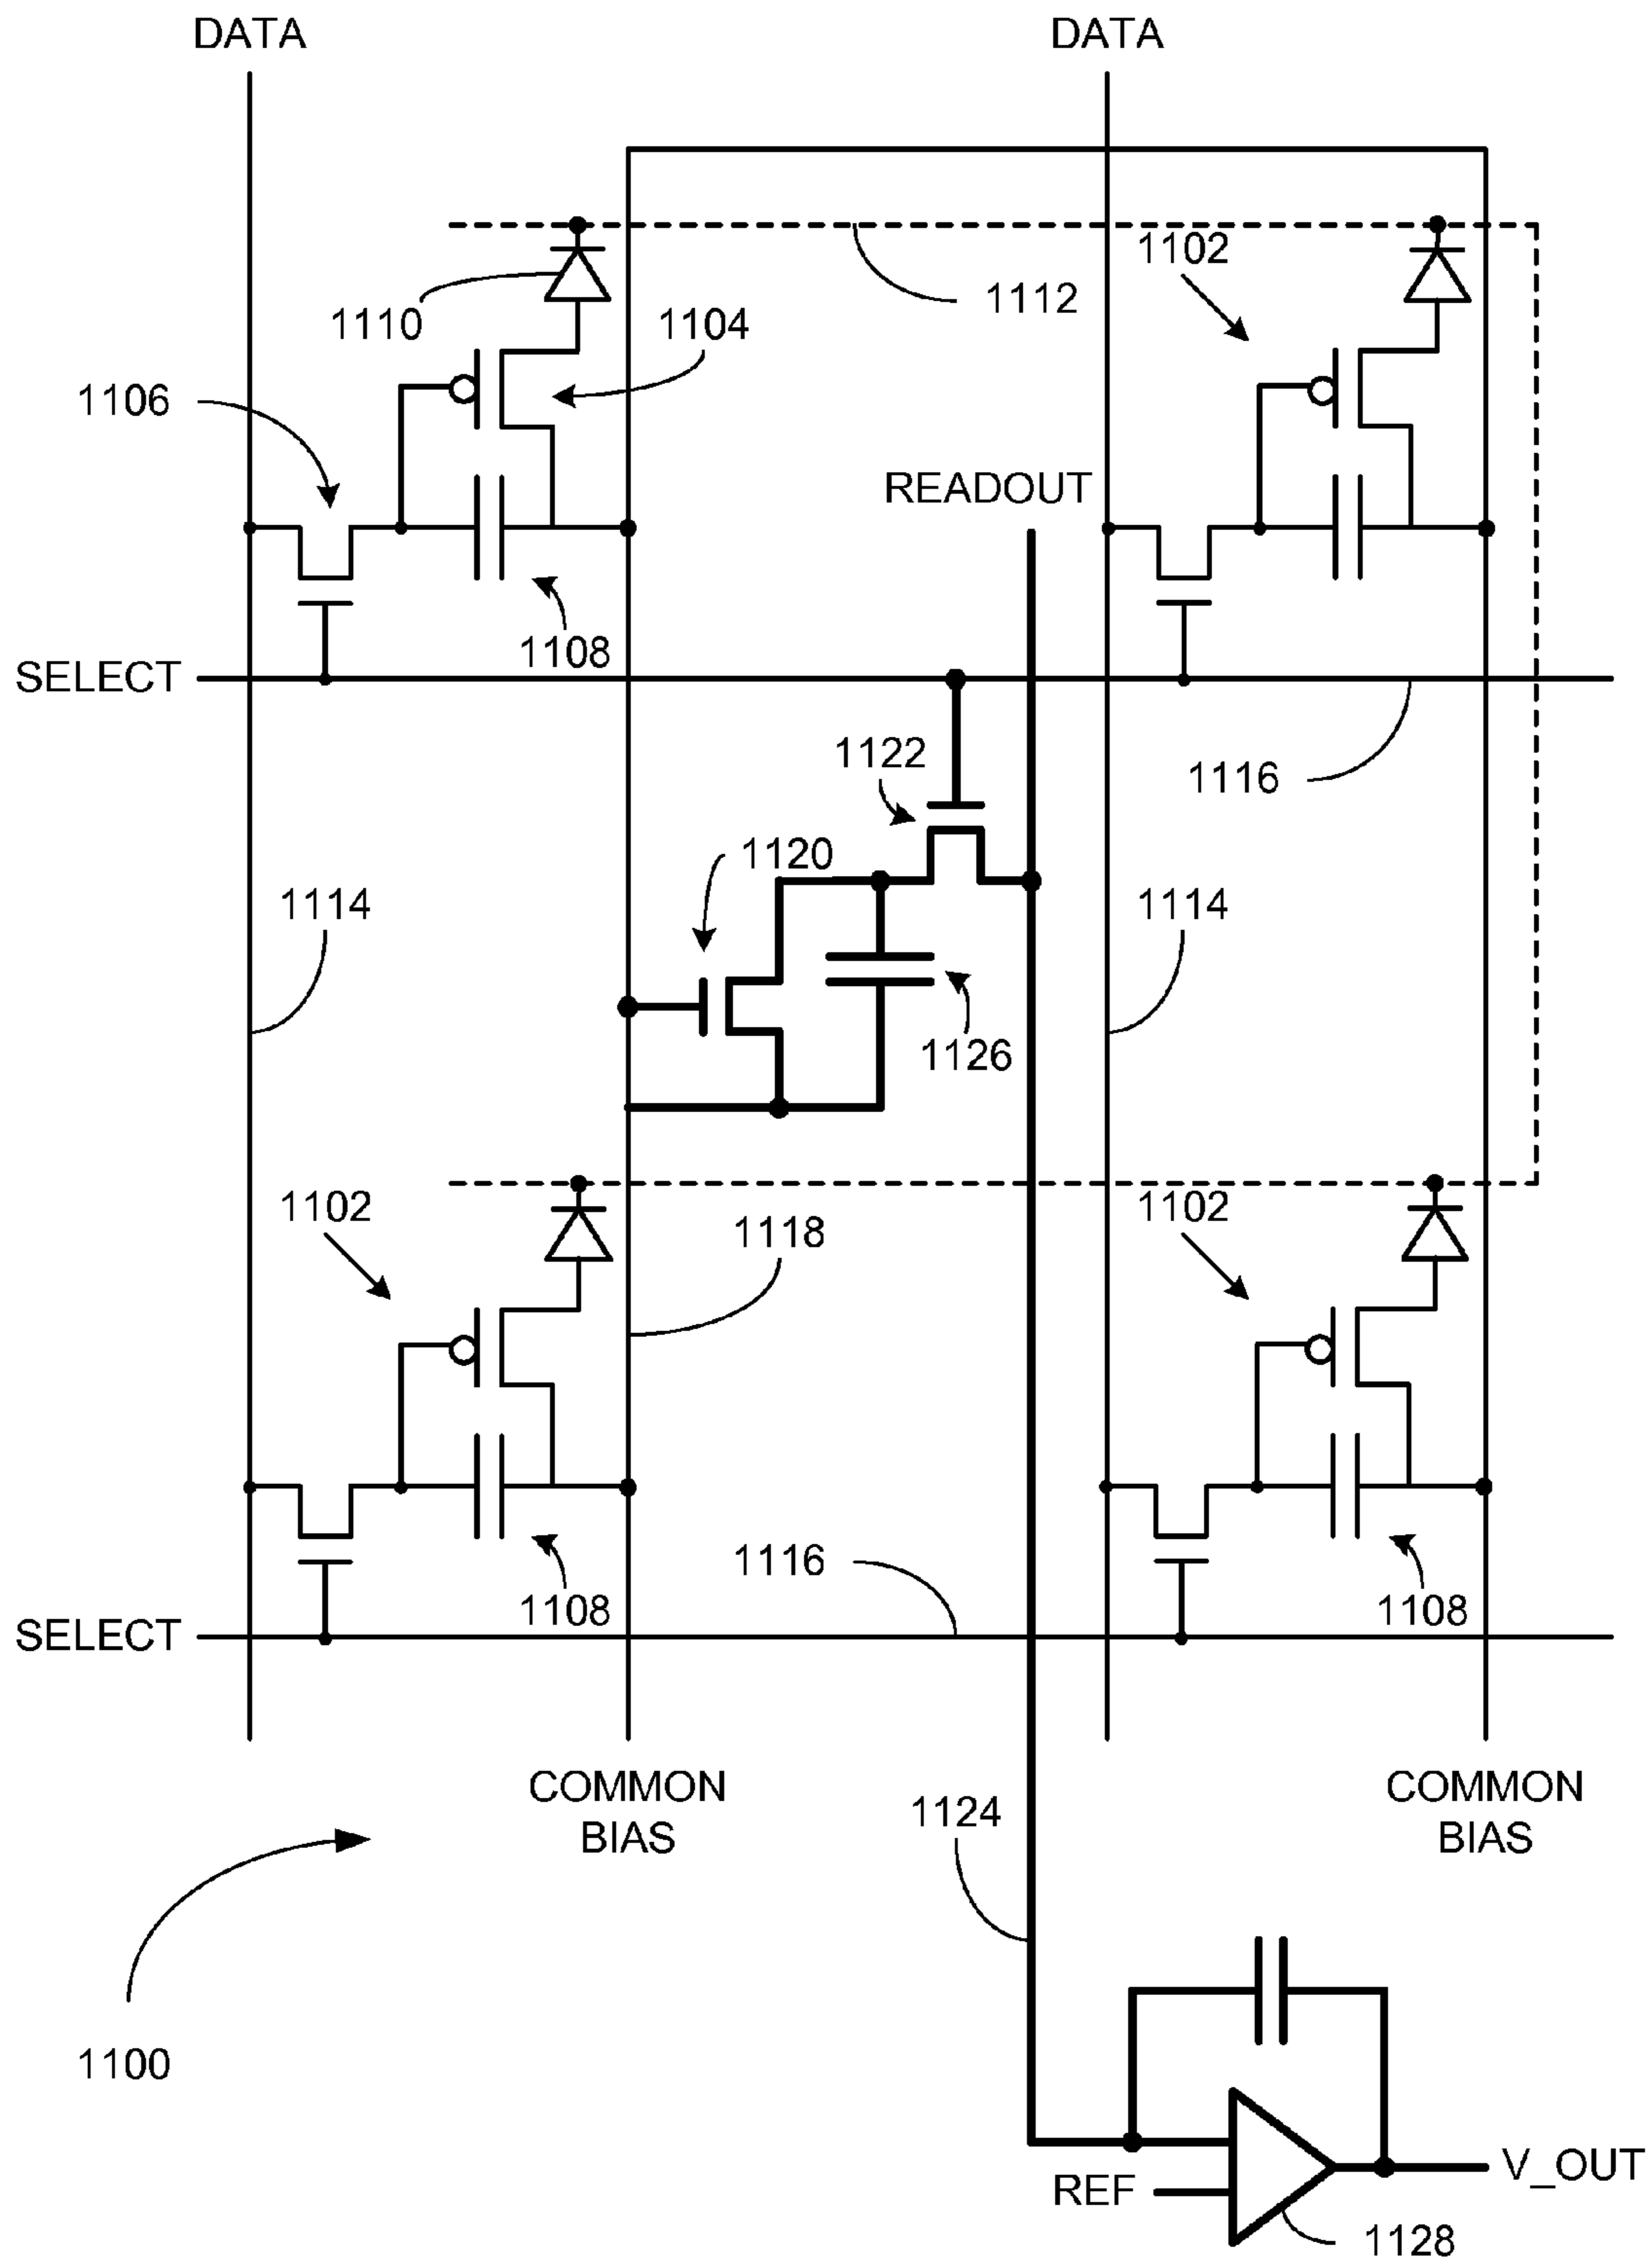 DATA
DATA
1102
1112
1110
1104
1106
READOUT
1108
SELECT
1122
1116
1120
1114
1114
1126
1102
1102
1118
1116
1108
1108
SELECT
COMMON
BIAS
COMMON
BIAS
1124
1100
V_OUT
REF
1128